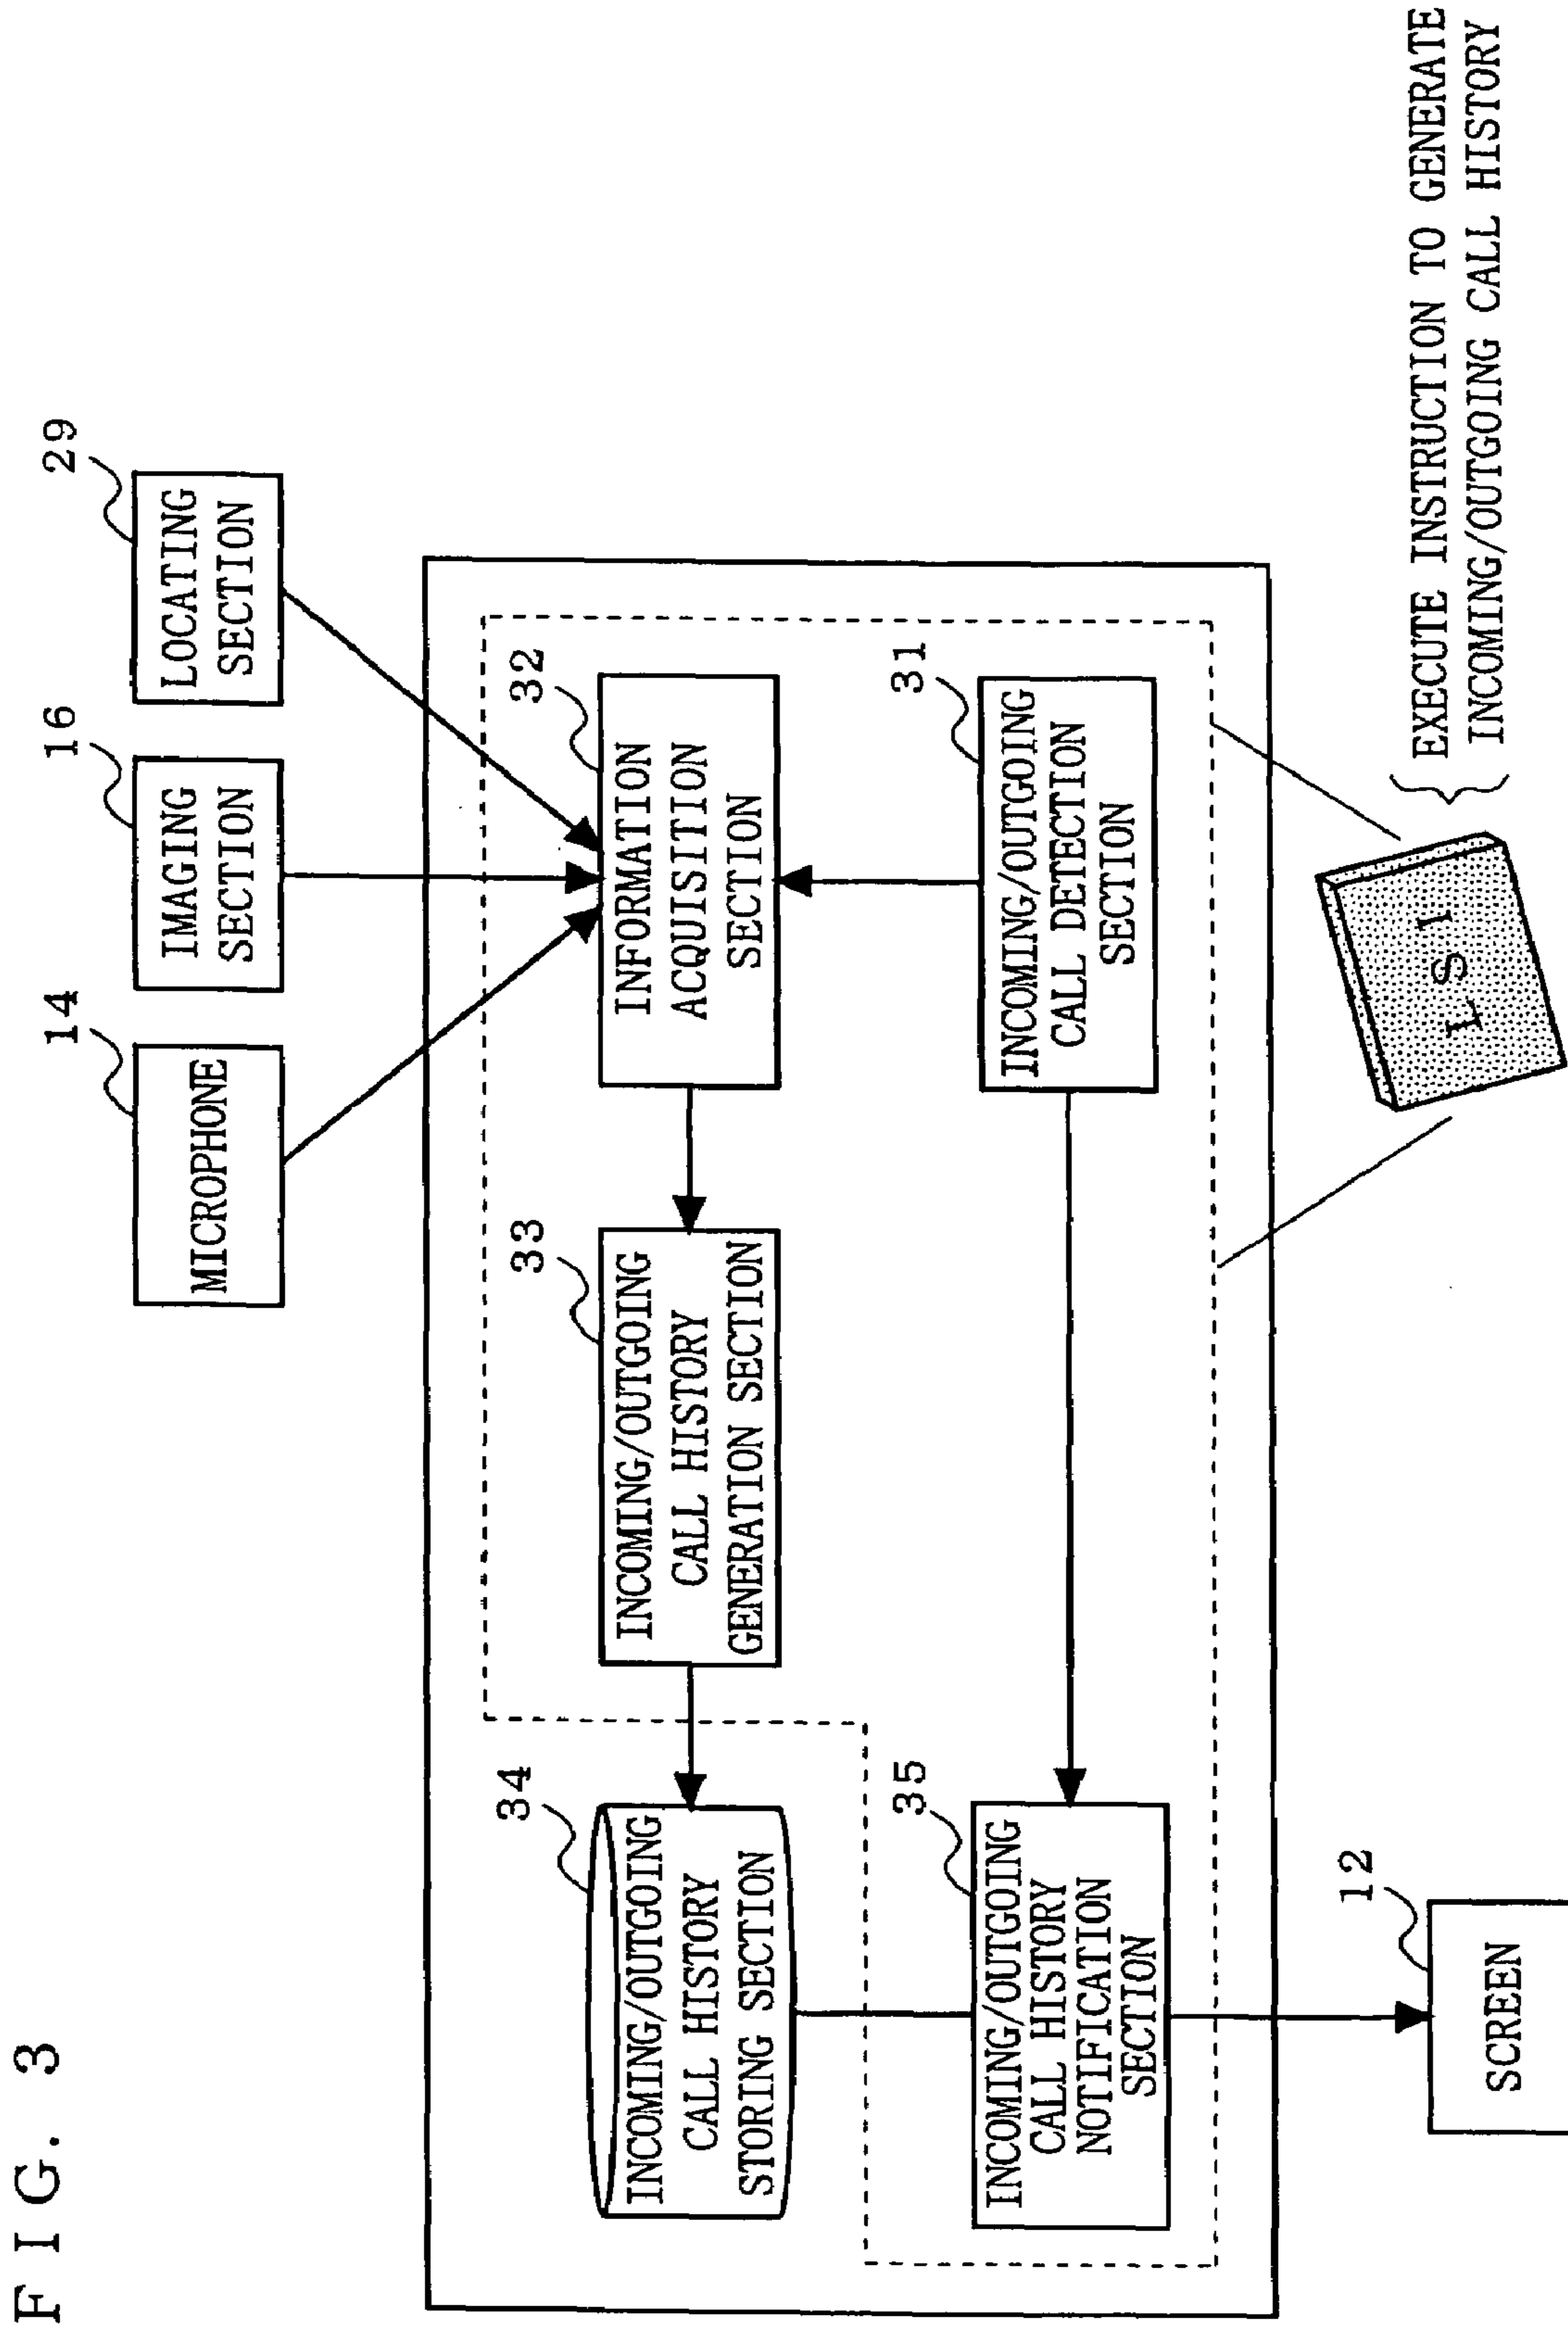 FIG. 3
14
MICROPHONE
16
IMAGING
SECTION
29
LOCATING
SECTION
34
INCOMING/OUTGOING
CALL HISTORY
STORING SECTION
33
INCOMING/OUTGOING
CALL HISTORY
GENERATION SECTION
32
INFORMATION
ACQUISITION
SECTION
35
INCOMING/OUTGOING
CALL HISTORY
NOTIFICATION
SECTION
31
INCOMING/OUTGOING
CALL DETECTION
SECTION
12
SCREEN
LSI
EXECUTE INSTRUCTION TO GENERATE
INCOMING/OUTGOING CALL HISTORY